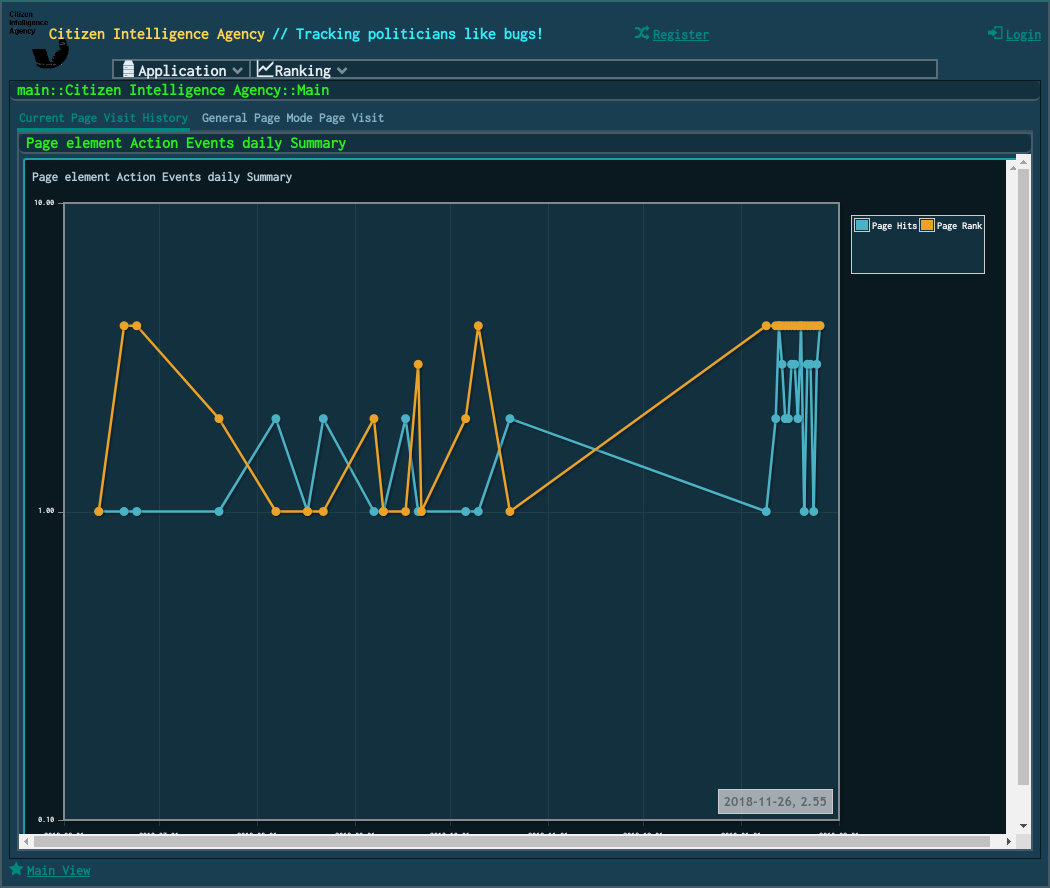 Citizen
Intelligence
Agency
Citizen Intelligence Agency // Tracking politicians like bugs!
Register
Login
Application
Ranking
main::Citizen Intelligence Agency::Main
Current Page Visit History
General Page Mode Page Visit
Page element Action Events daily Summary
Page element Action Events daily Summary
10.00
Page Hits
Page Rank
1.00
2018-11-26, 2.55
0.10
Main View